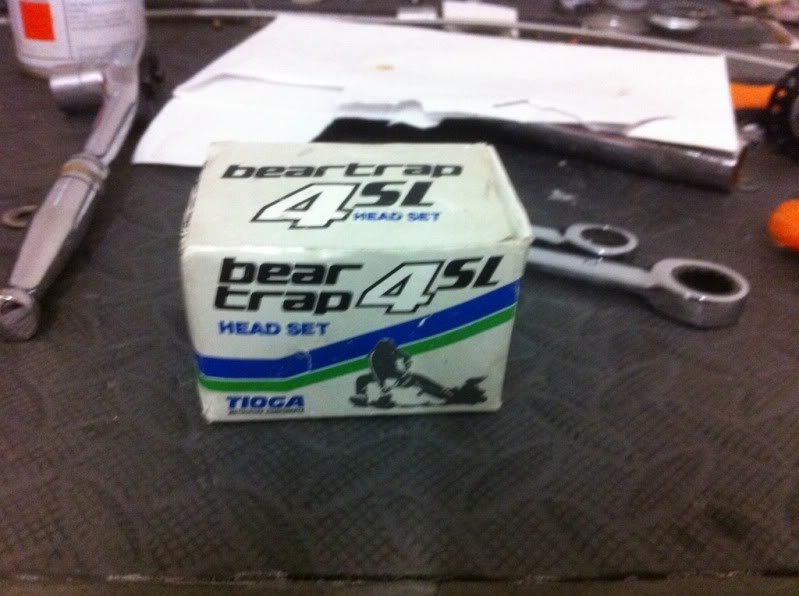 beartrap
4SL
HEAD SET
bear
trap 4SL
HEAD SET
TIOGA